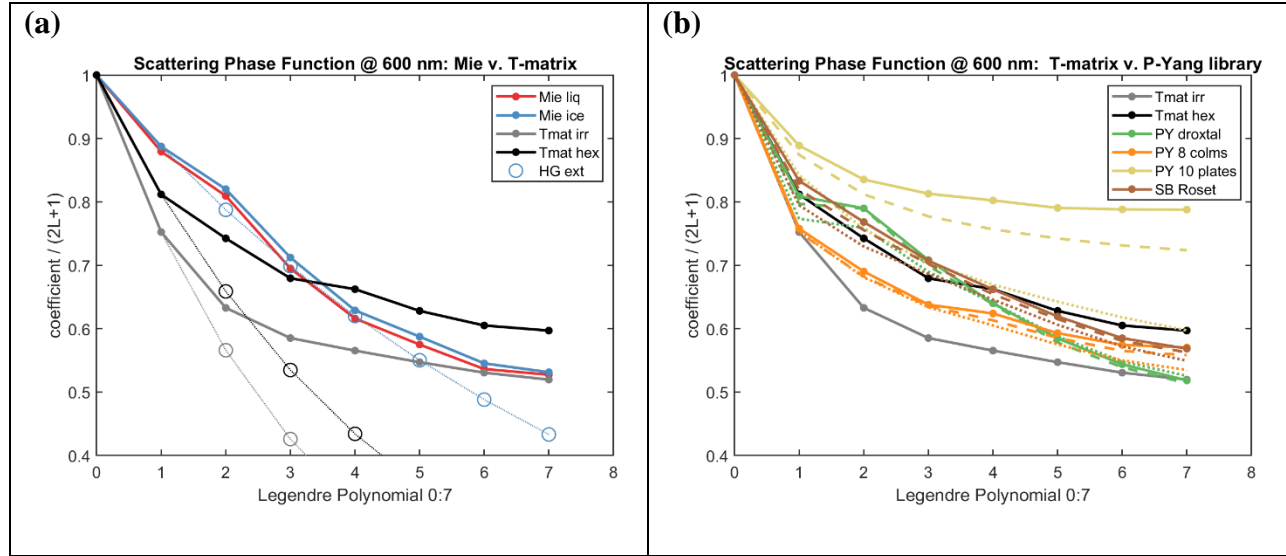 (a)
Scattering Phase Function @ 600 nm: Mie v. T-matrix
coefficient / (2L+1)
1
0.9
0.8
0.7
0.6
0.5
0.4
0 1 2 3 4 5 6 7 8
Legendre Polynomial 0:7
Mie liq
Mie ice
Tmat irr
Tmat hex
HG ext
(b)
Scattering Phase Function @ 600 nm: T-matrix v. P-Yang library
coefficient / (2L+1)
1
0.9
0.8
0.7
0.6
0.5
0.4
0 1 2 3 4 5 6 7 8
Legendre Polynomial 0:7
Tmat irr
Tmat hex
PY droxtal
PY 8 colms
PY 10 plates
SB Roset